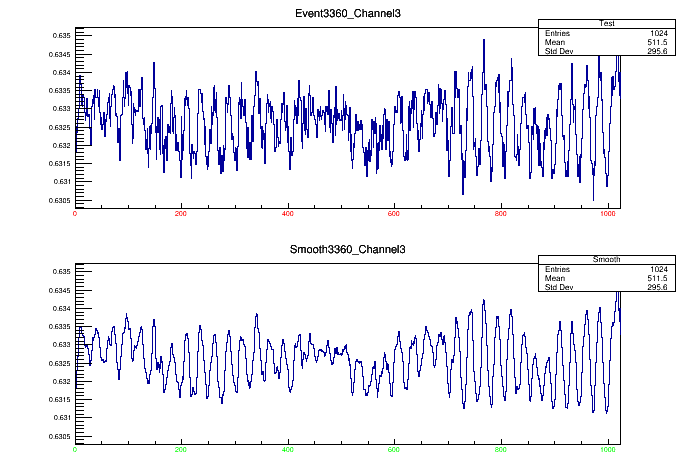 Event3360_Channel3
Test
Entries 1024
Mean 511.5
Std Dev 295.6
0.635
0.6345
0.634
0.6335
0.633
0.6325
0.632
0.6315
0.631
0.6305
0 200 400 600 800 1000
Smooth3360_Channel3
Smooth
Entries 1024
Mean 511.5
Std Dev 295.6
0.635
0.6345
0.634
0.6335
0.633
0.6325
0.632
0.6315
0.631
0.6305
0 200 400 600 800 1000